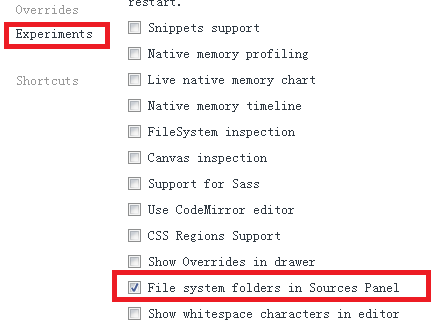 restart.
Overrides
Experiments
Shortcuts
Snippets support
Native memory profiling
Live native memory chart
Native memory timeline
FileSystem inspection
Canvas inspection
Support for Sass
Use CodeMirror editor
CSS Regions Support
Show Overrides in drawer
File system folders in Sources Panel
Show whitespace characters in editor